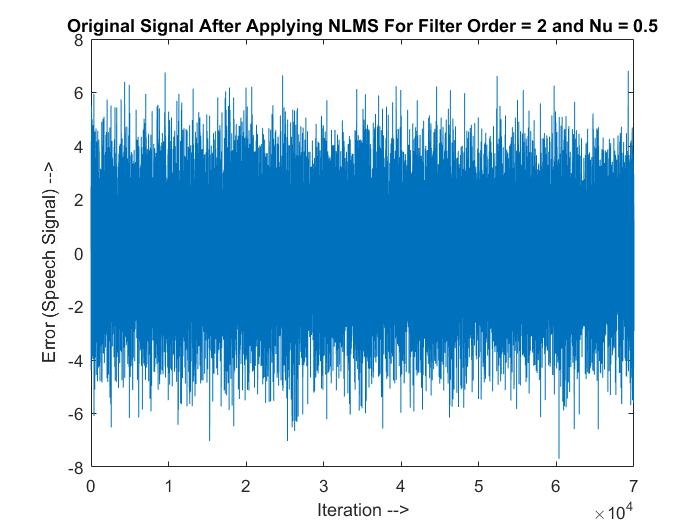 Original Signal After Applying NLMS For Filter Order = 2 and Nu = 0.5
8
6
4
2
0
-2
-4
-6
-8
Error (Speech Signal) -->
0 1 2 3 4 5 6 7
Iteration -->
×10^4